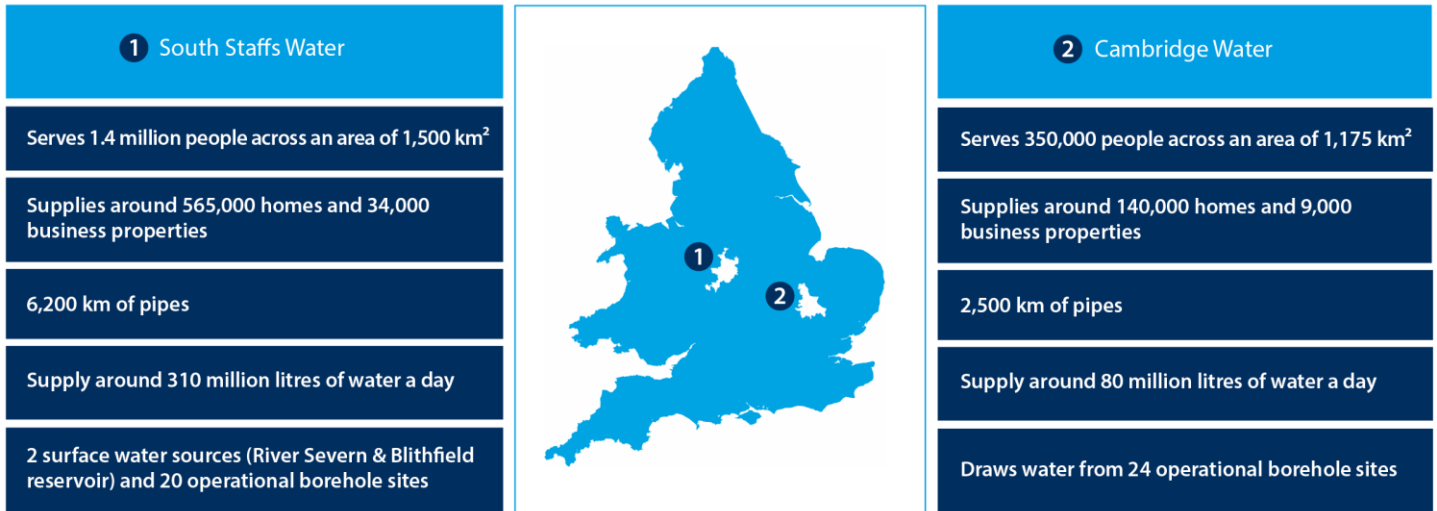 1 South Staffs Water
Serves 1.4 million people across an area of 1,500 km²
Supplies around 565,000 homes and 34,000
business properties
6,200 km of pipes
Supply around 310 million litres of water a day
2 surface water sources (River Severn & Blithfield
reservoir) and 20 operational borehole sites
1
2
2 Cambridge Water
Serves 350,000 people across an area of 1,175 km²
Supplies around 140,000 homes and 9,000
business properties
2,500 km of pipes
Supply around 80 million litres of water a day
Draws water from 24 operational borehole sites